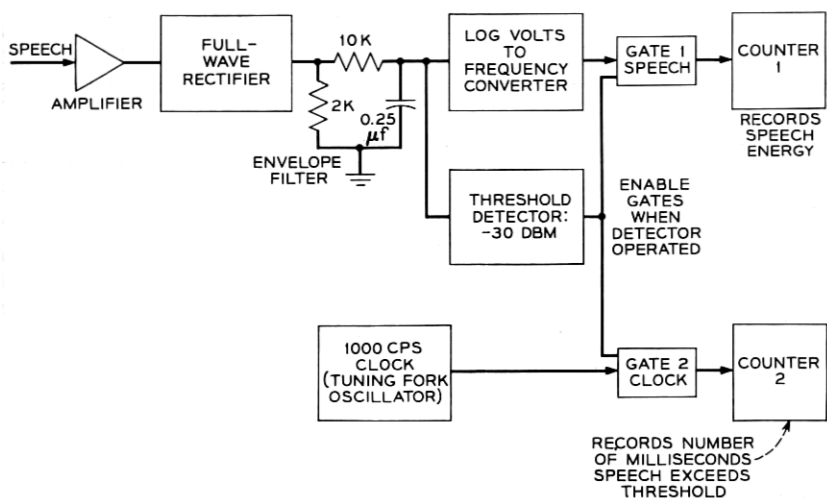 SPEECH
AMPLIFIER
FULL-
WAVE
RECTIFIER
10K
2K
0.25
μf
ENVELOPE
FILTER
LOG VOLTS
TO
FREQUENCY
CONVERTER
GATE 1
SPEECH
COUNTER
1
RECORDS
SPEECH
ENERGY
THRESHOLD
DETECTOR:
-30 DBM
ENABLE
GATES
WHEN
DETECTOR
OPERATED
1000 CPS
CLOCK
(TUNING FORK
OSCILLATOR)
GATE 2
CLOCK
COUNTER
2
RECORDS NUMBER
OF MILLISECONDS
SPEECH EXCEEDS
THRESHOLD